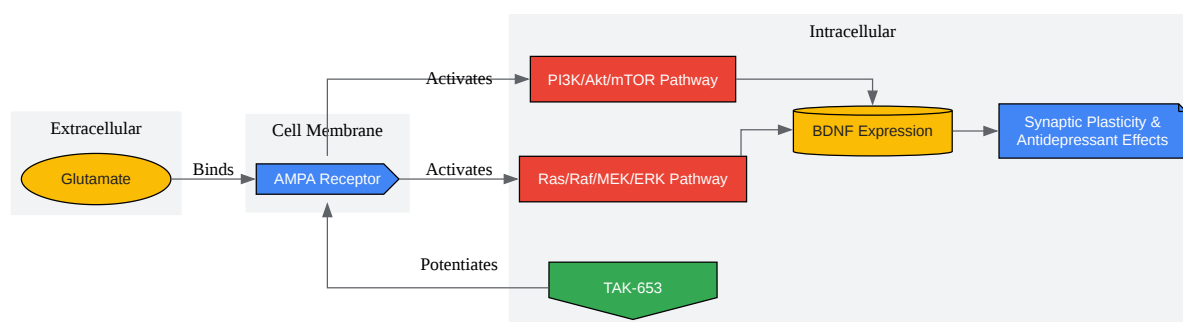 Intracellular
Activates
PI3K/Akt/mTOR Pathway
Extracellular
Cell Membrane
BDNF Expression
Synaptic Plasticity &
Antidepressant Effects
Glutamate
Binds
AMPA Receptor
Activates
Ras/Raf/MEK/ERK Pathway
Potentiates
TAK-653